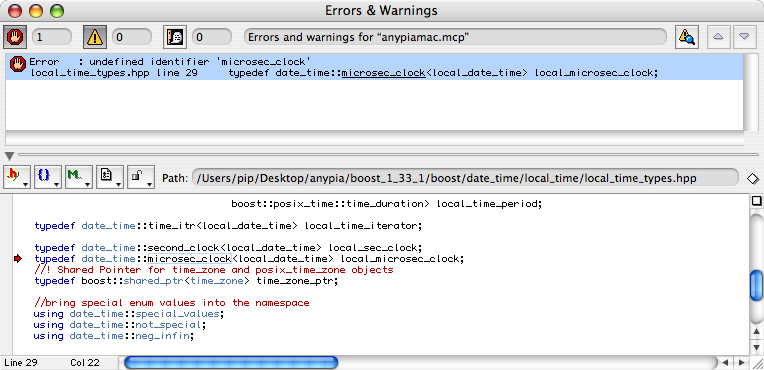 Errors & Warnings
1 0 0 Errors and warnings for “anypiamac.mcp”
Error : undefined identifier 'microsec_clock'
local_time_types.hpp line 29 typedef date_time::microsec_clock<local_date_time> local_microsec_clock;
.h {} M... Path: /Users/pip/Desktop/anypia/boost_1_33_1/boost/date_time/local_time/local_time_types.hpp
boost::posix_time::time_duration> local_time_period;
typedef date_time::time_itr<local_date_time> local_time_iterator;
typedef date_time::second_clock<local_date_time> local_sec_clock;
typedef date_time::microsec_clock<local_date_time> local_microsec_clock;
//! Shared Pointer for time_zone and posix_time_zone objects
typedef boost::shared_ptr<time_zone> time_zone_ptr;
//bring special enum values into the namespace
using date_time::special_values;
using date_time::not_special;
using date_time::neg_infin;
Line 29 Col 22